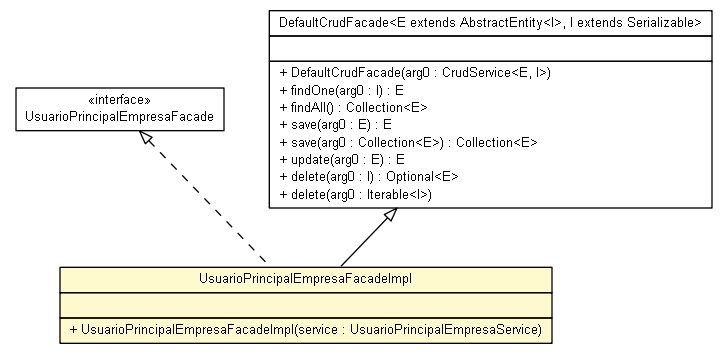 DefaultCrudFacade<E extends AbstractEntity<I>, I extends Serializable>
+ DefaultCrudFacade(arg0 : CrudService<E, I>)
+ findOne(arg0 : I) : E
+ findAll() : Collection<E>
+ save(arg0 : E) : E
+ save(arg0 : Collection<E>) : Collection<E>
+ update(arg0 : E) : E
+ delete(arg0 : I) : Optional<E>
+ delete(arg0 : Iterable<I>)
«interface»
UsuarioPrincipalEmpresaFacade
UsuarioPrincipalEmpresaFacadeImpl
+ UsuarioPrincipalEmpresaFacadeImpl(service : UsuarioPrincipalEmpresaService)